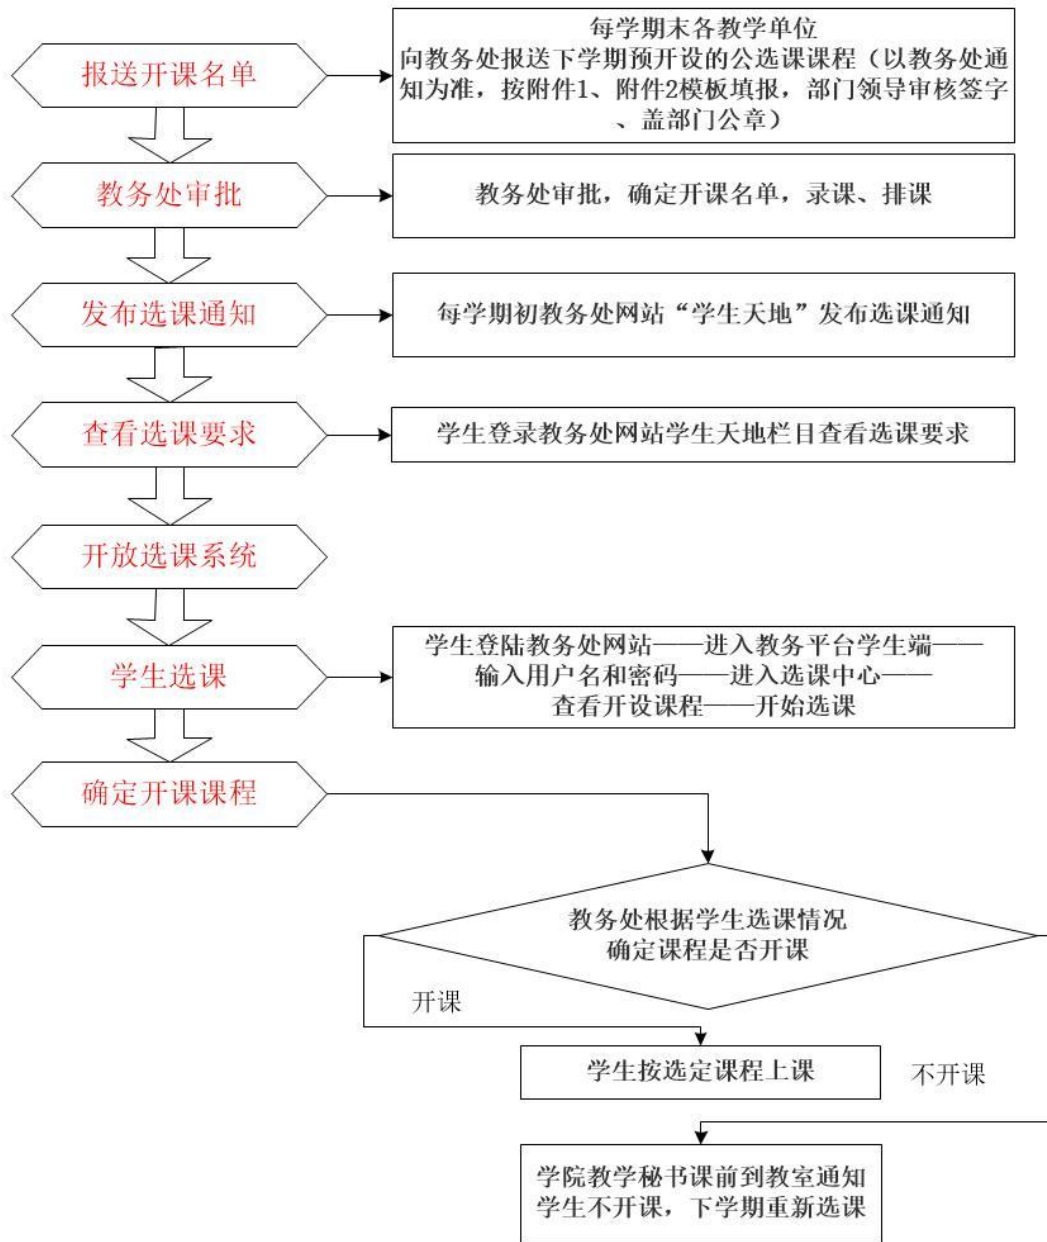 报送开课名单
每学期末各教学单位
向教务处报送下学期预开设的公选课课程（以教务处通
知为准，按附件1、附件2模板填报，部门领导审核签字
、盖部门公章）
教务处审批
教务处审批，确定开课名单，录课、排课
发布选课通知
每学期初教务处网站“学生天地”发布选课通知
查看选课要求
学生登录教务处网站学生天地栏目查看选课要求
开放选课系统
学生选课
学生登陆教务处网站——进入教务平台学生端——
输入用户名和密码——进入选课中心——
查看开设课程——开始选课
确定开课课程
教务处根据学生选课情况
确定课程是否开课
开课
学生按选定课程上课
不开课
学院教学秘书课前到教室通知
学生不开课，下学期重新选课